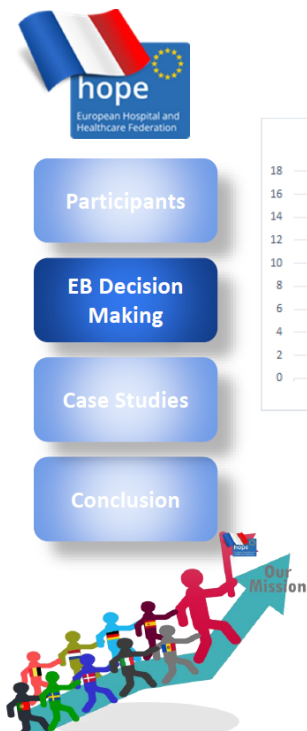 hope
European Hospital and
Healthcare Federation
Participants
EB Decision
Making
Case Studies
Conclusion
18
16
14
12
10
8
6
4
2
0
hope
Our
Mission